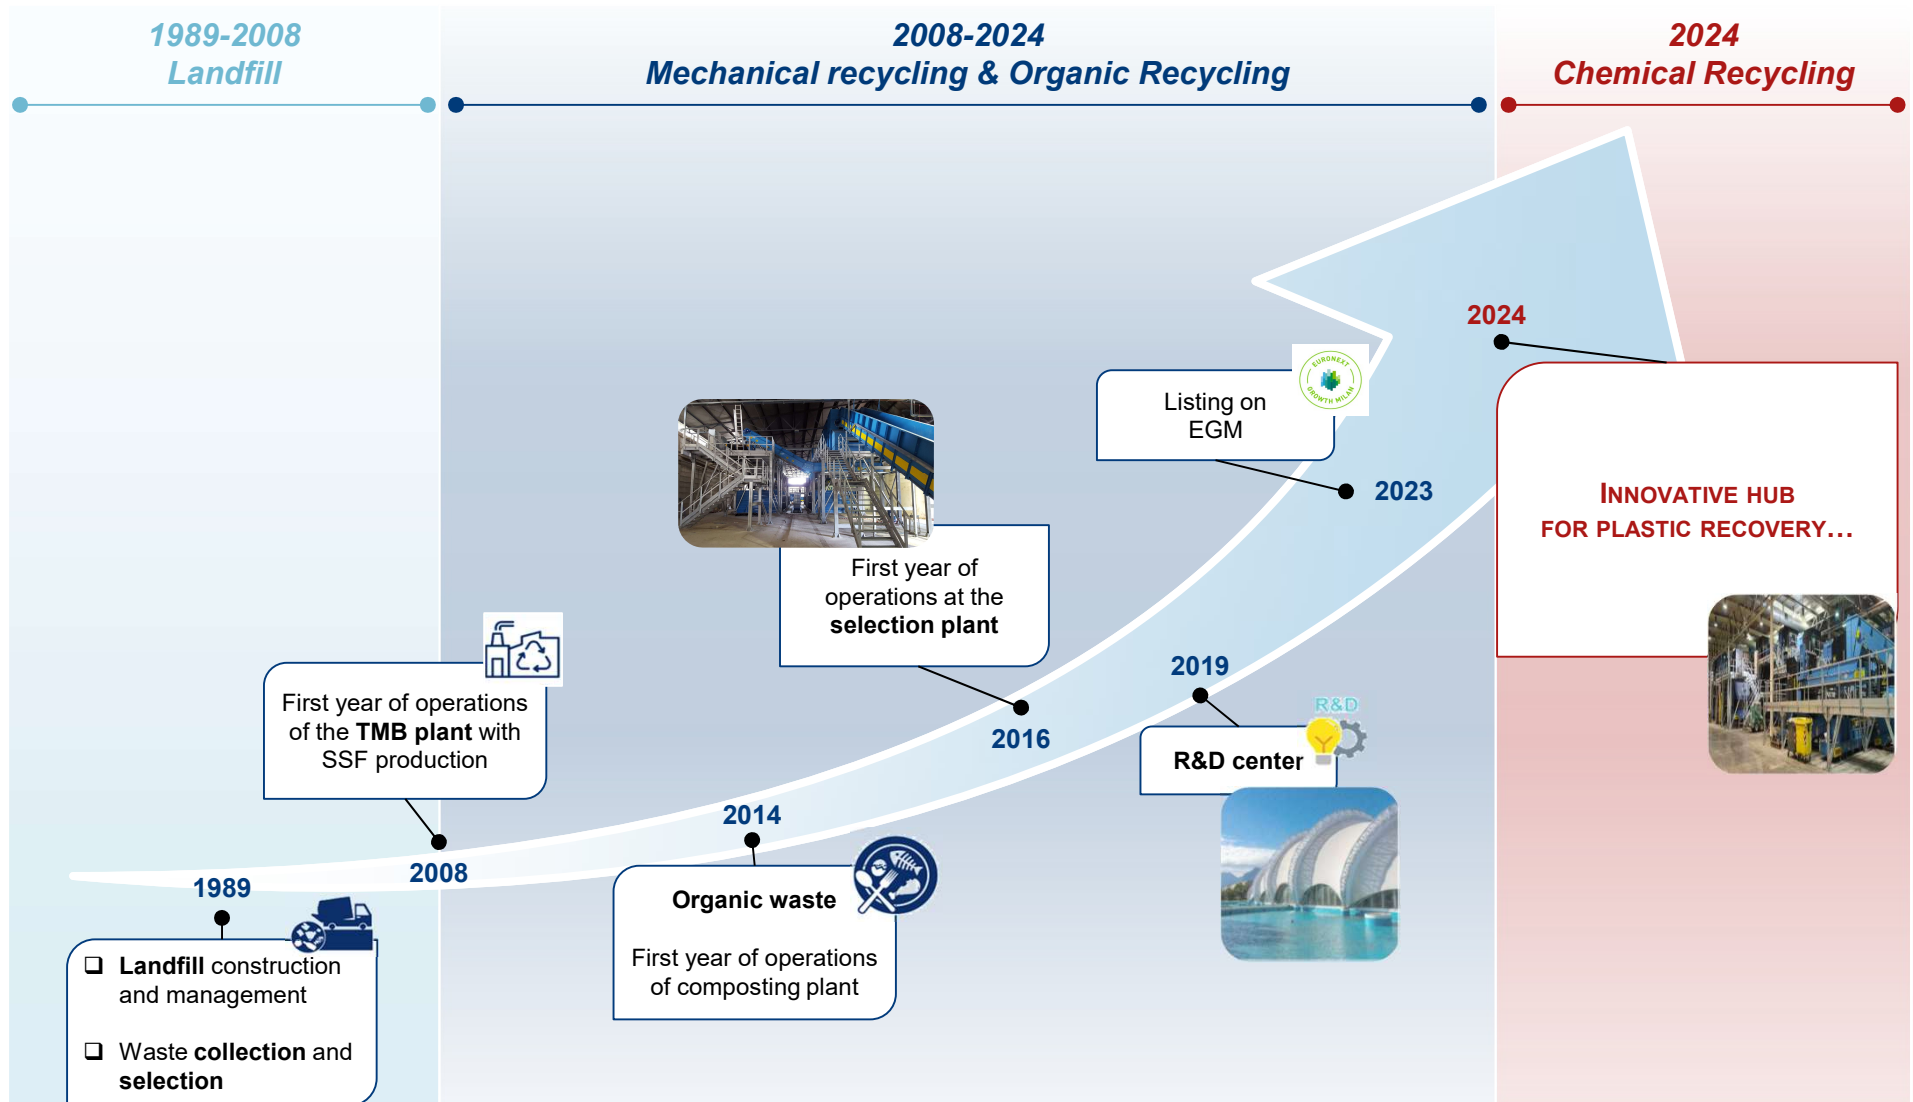 1989-2008
Landfill
2008-2024
Mechanical recycling & Organic Recycling
2024
Chemical Recycling
2024
EURONEXT
GROWTH MILAN
Listing on
EGM
2023
INNOVATIVE HUB
FOR PLASTIC RECOVERY...
First year of
operations at the
selection plant
2016
2019
R&D
R&D center
First year of operations
of the TMB plant with
SSF production
2008
2014
Organic waste
First year of operations
of composting plant
1989
❑ Landfill construction
and management
❑ Waste collection and
selection